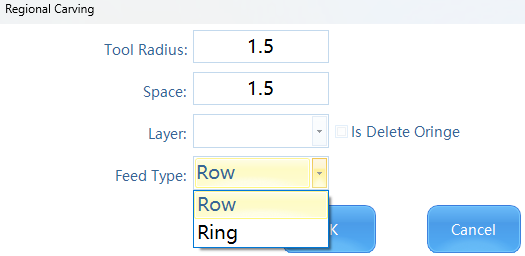 Regional Carving
Tool Radius: 1.5
Space: 1.5
Layer: Is Delete Oringe
Feed Type: Row
Row
Ring
Cancel